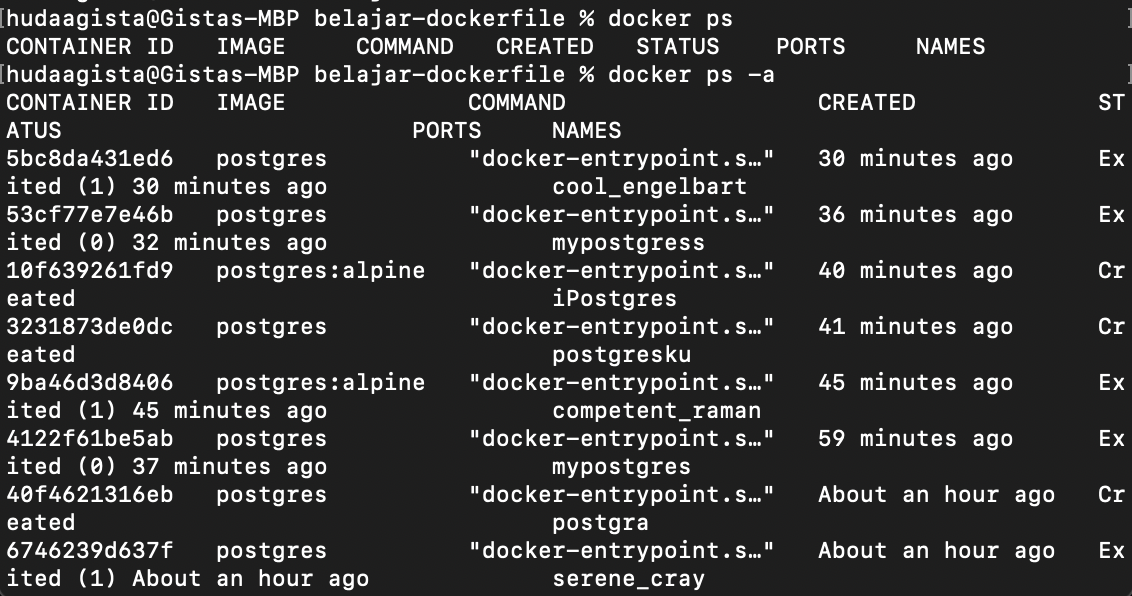 [hudaagista@Gistas-MBP belajar-dockerfile % docker ps ]
CONTAINER ID   IMAGE     COMMAND   CREATED   STATUS    PORTS     NAMES
[hudaagista@Gistas-MBP belajar-dockerfile % docker ps -a ]
CONTAINER ID   IMAGE             COMMAND                  CREATED             ST
ATUS                         PORTS     NAMES
5bc8da431ed6   postgres          "docker-entrypoint.s…"   30 minutes ago      Ex
ited (1) 30 minutes ago                cool_engelbart
53cf77e7e46b   postgres          "docker-entrypoint.s…"   36 minutes ago      Ex
ited (0) 32 minutes ago                mypostgress
10f639261fd9   postgres:alpine   "docker-entrypoint.s…"   40 minutes ago      Cr
eated                                  iPostgres
3231873de0dc   postgres          "docker-entrypoint.s…"   41 minutes ago      Cr
eated                                  postgresku
9ba46d3d8406   postgres:alpine   "docker-entrypoint.s…"   45 minutes ago      Ex
ited (1) 45 minutes ago                competent_raman
4122f61be5ab   postgres          "docker-entrypoint.s…"   59 minutes ago      Ex
ited (0) 37 minutes ago                mypostgres
40f4621316eb   postgres          "docker-entrypoint.s…"   About an hour ago   Cr
eated                                  postgra
6746239d637f   postgres          "docker-entrypoint.s…"   About an hour ago   Ex
ited (1) About an hour ago             serene_cray